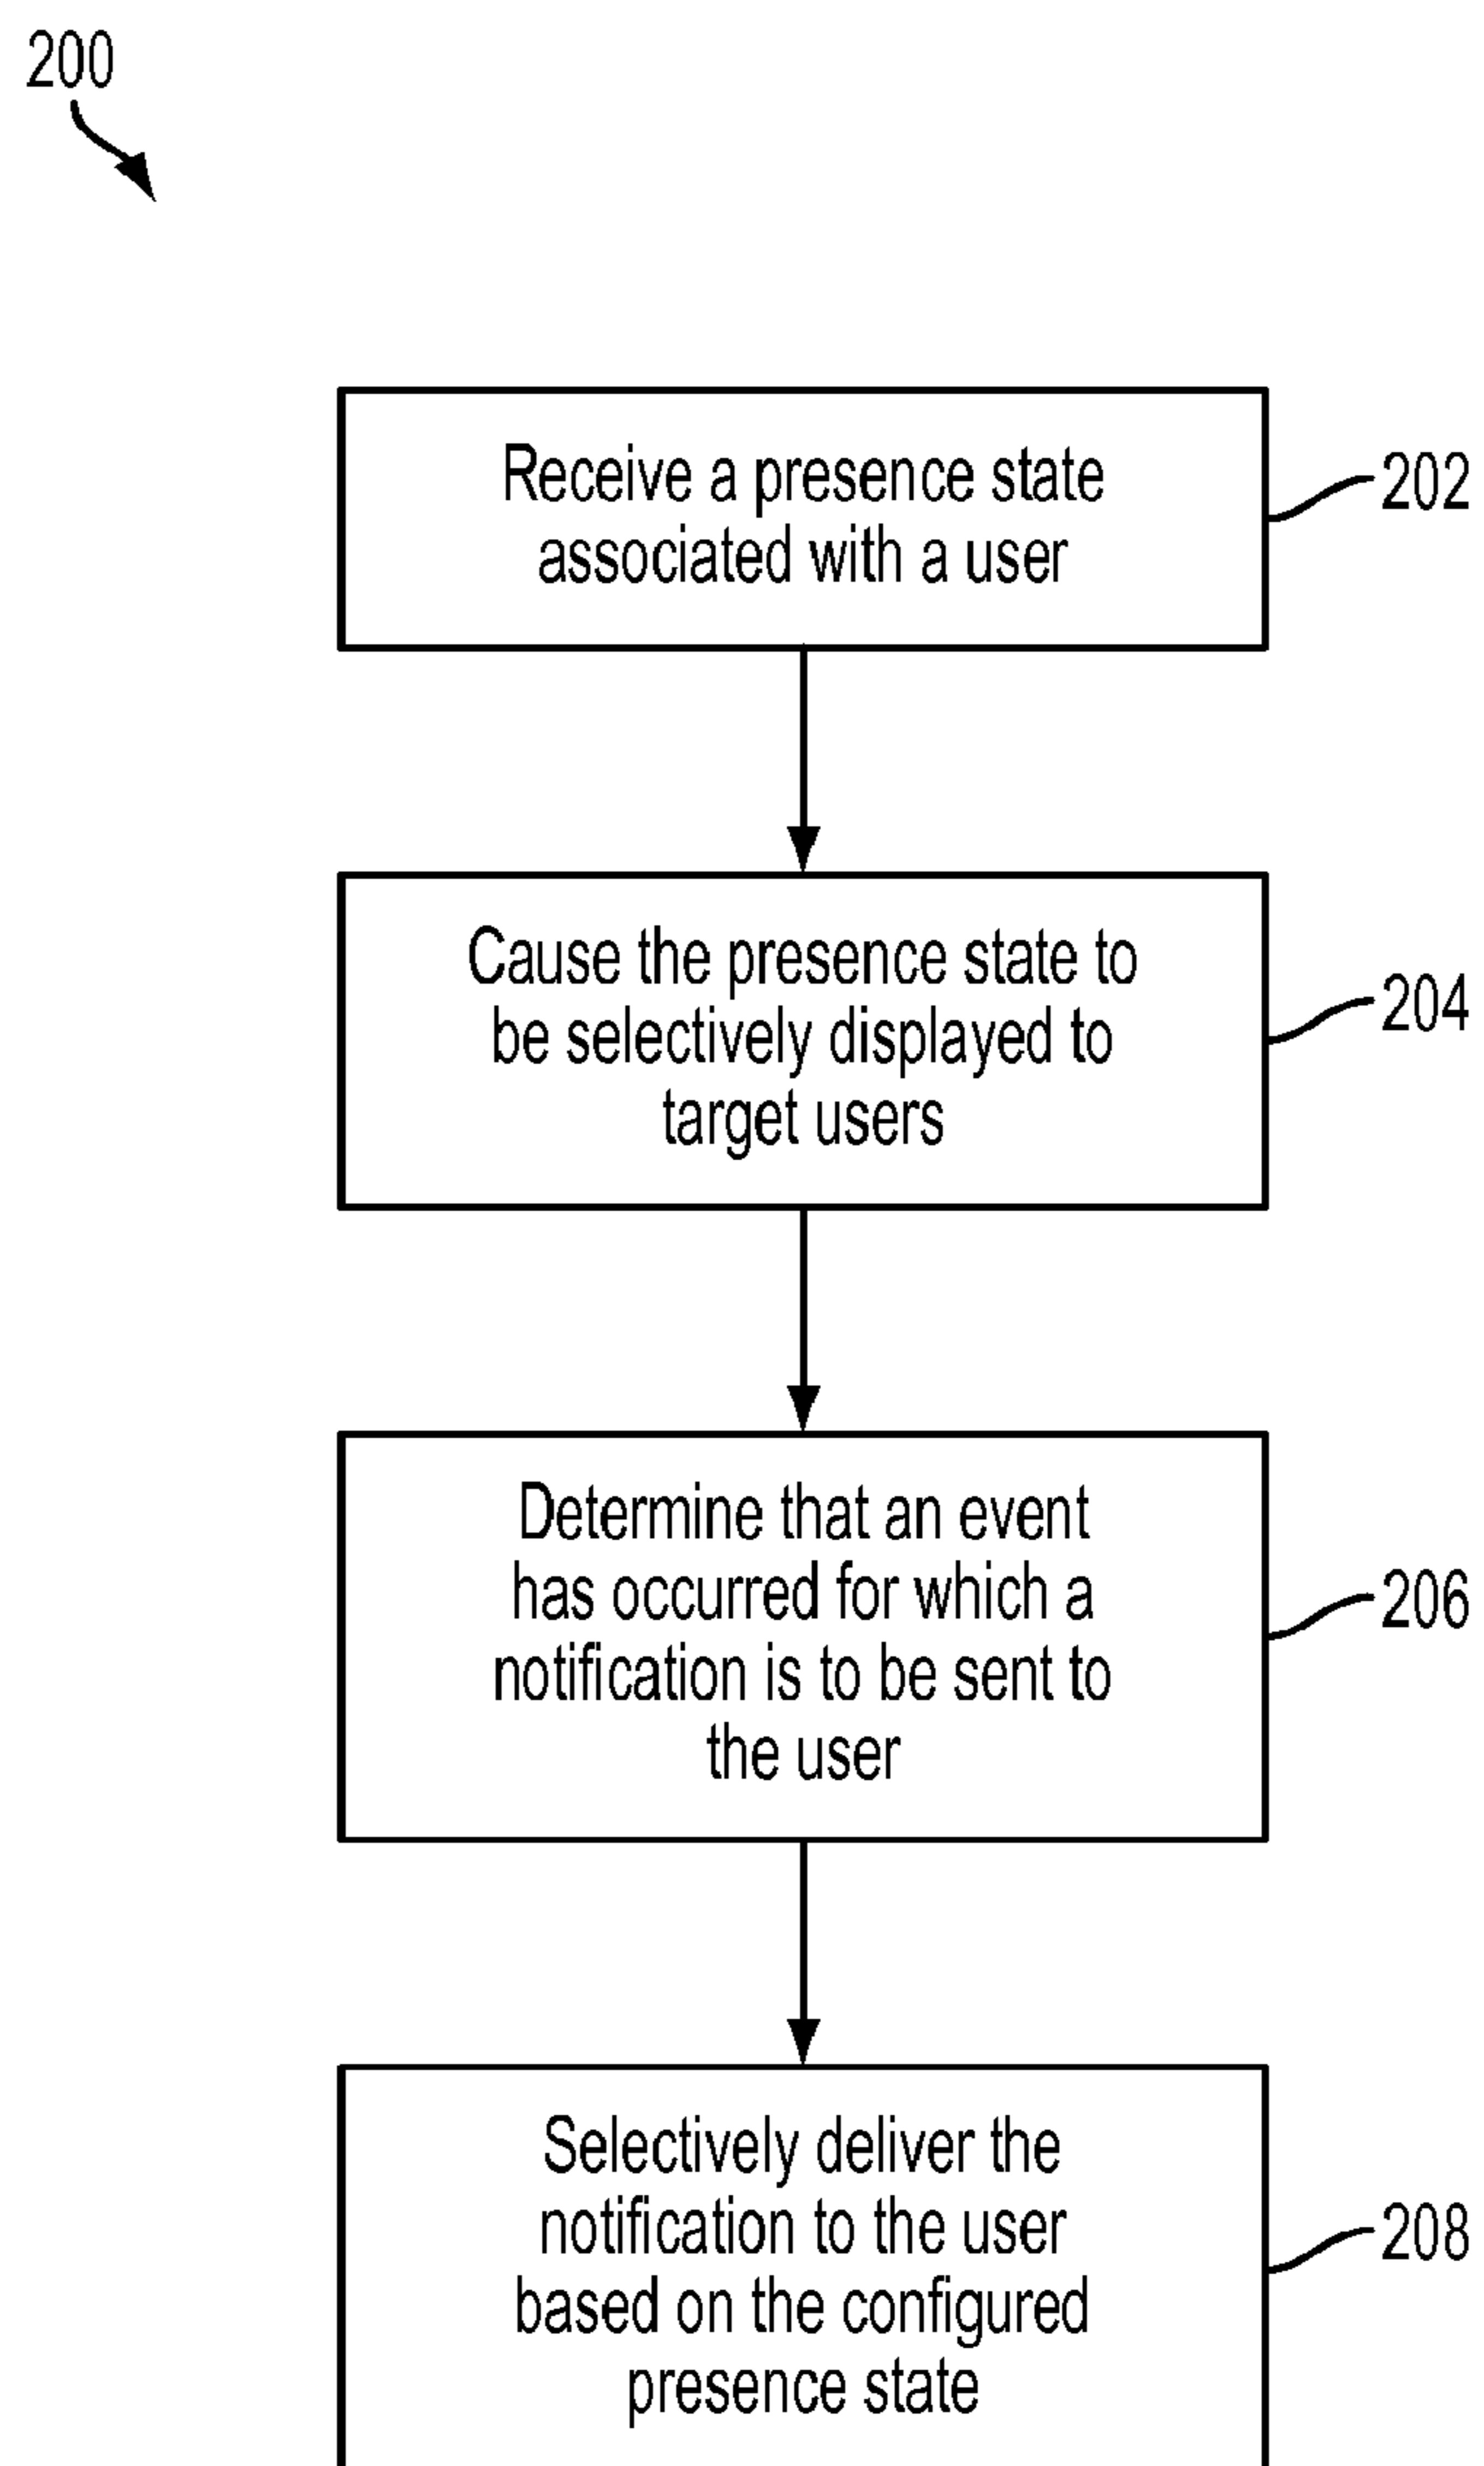 200
Receive a presence state
associated with a user
202
Cause the presence state to
be selectively displayed to
target users
204
Determine that an event
has occurred for which a
notification is to be sent to
the user
206
Selectively deliver the
notification to the user
based on the configured
presence state
208